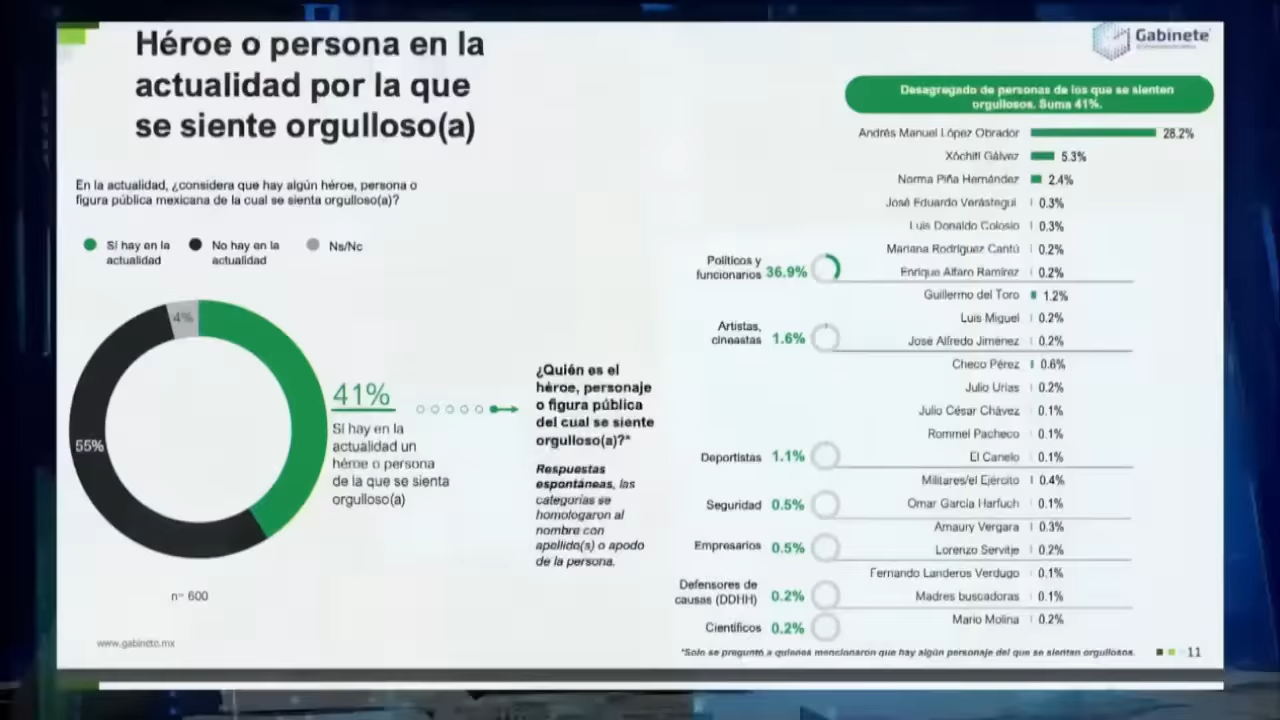 Héroe o persona en la
actualidad por la que
se siente orgulloso(a)
Gabinete
En la actualidad, ¿considera que hay algún héroe, persona o
figura pública mexicana de la cual se sienta orgulloso(a)?
Sí hay en la
actualidad
No hay en la
actualidad
Ns/Nc
4%
55%
41%
Sí hay en la
actualidad un
héroe o persona
de la que se sienta
orgulloso(a)
n= 600
www.gabinete.mx
¿Quién es el
héroe, personaje
o figura pública
del cual se siente
orgulloso(a)?*
Respuestas
espontáneas, las
categorías se
homologaron al
nombre con
apellido(s) o apodo
de la persona.
Desagregado de personas de los que se sienten
orgullosos. Suma 41%.
Andrés Manuel López Obrador 28.2%
Xóchitl Gálvez 5.3%
Norma Piña Hernández 2.4%
José Eduardo Verástegui 0.3%
Luis Donaldo Colosio 0.3%
Mariana Rodríguez Cantú 0.2%
Enrique Alfaro Ramírez 0.2%
Políticos y
funcionarios 36.9%
Guillermo del Toro 1.2%
Luis Miguel 0.2%
José Alfredo Jiménez 0.2%
Artistas,
cineastas 1.6%
Checo Pérez 0.6%
Julio Urías 0.2%
Julio César Chávez 0.1%
Rommel Pacheco 0.1%
El Canelo 0.1%
Deportistas 1.1%
Militares/el Ejército 0.4%
Omar García Harfuch 0.1%
Seguridad 0.5%
Amaury Vergara 0.3%
Lorenzo Servitje 0.2%
Empresarios 0.5%
Fernando Landeros Verdugo 0.1%
Madres buscadoras 0.1%
Defensores de
causas (DDHH) 0.2%
Mario Molina 0.2%
Científicos 0.2%
*Solo se preguntó a quienes mencionaron que hay algún personaje del que se sientan orgullosos.
11